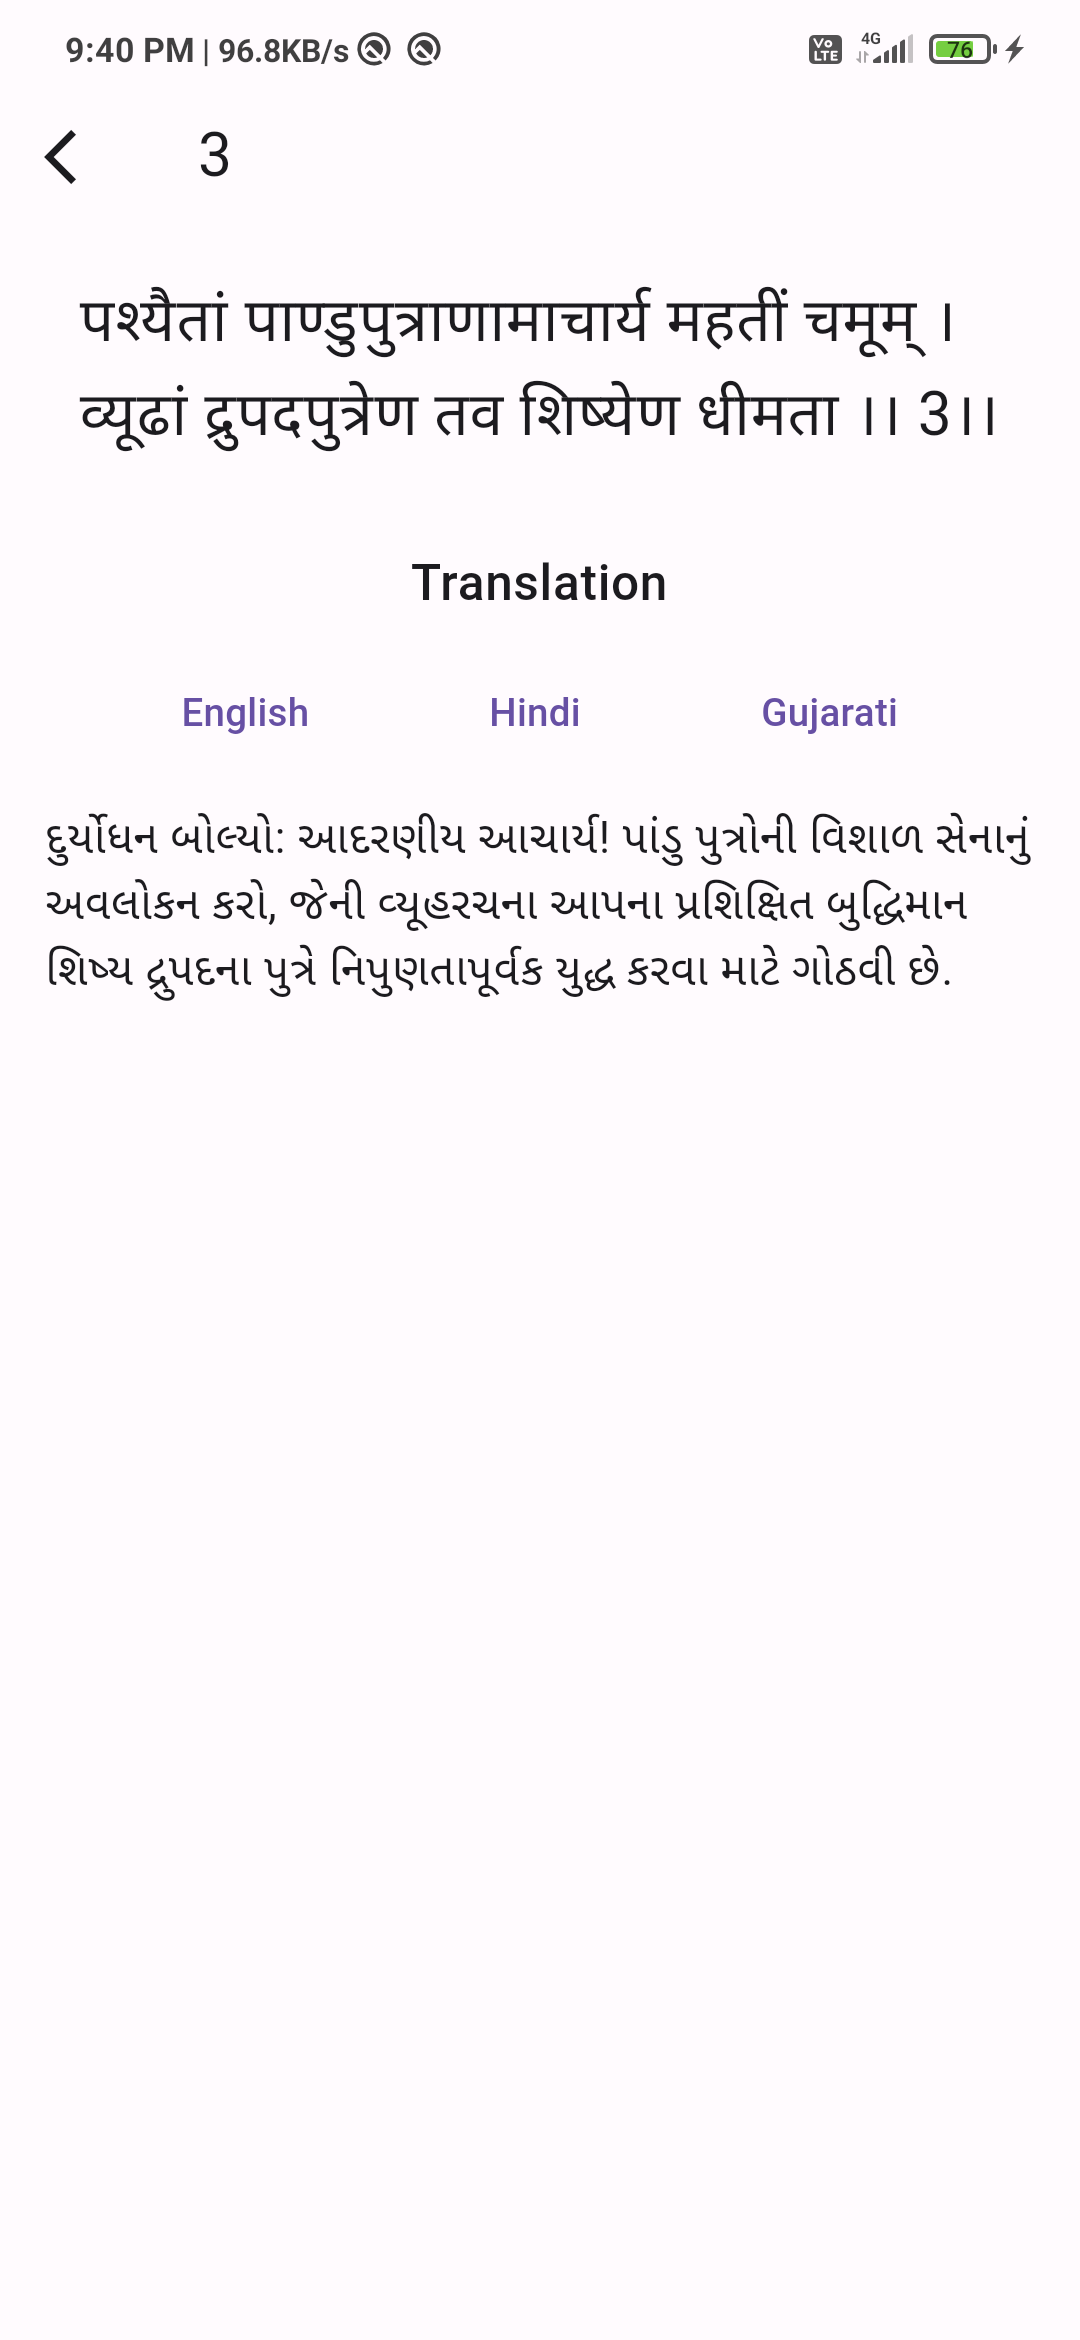 9:40 PM | 96.8KB/s Vo LTE 4G 76
3
पश्यैतां पाण्डुपुत्राणामाचार्य महतीं चमूम् ।
व्यूढां द्रुपदपुत्रेण तव शिष्येण धीमता ।। 3।।
Translation
English Hindi Gujarati
દુર્યોધન બોલ્યો: આદરણીય આચાર્ય! પાંડુ પુત્રોની વિશાળ સેનાનું
અવલોકન કરો, જેની વ્યૂહરચના આપના પ્રશિક્ષિત બુદ્ધિમાન
શિષ્ય દ્રુપદના પુત્રે નિપુણતાપૂર્વક યુદ્ધ કરવા માટે ગોઠવી છે.